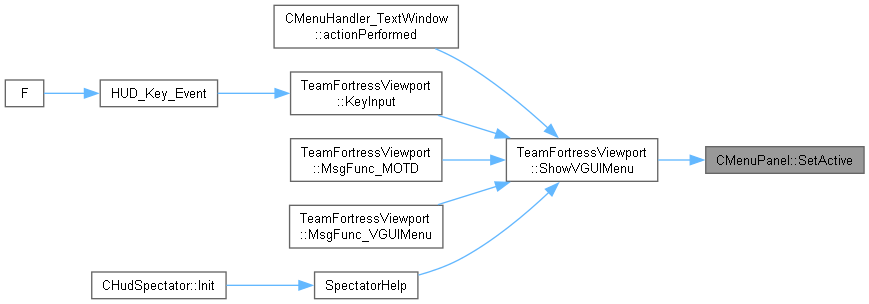 CMenuHandler_TextWindow
::actionPerformed
F
HUD_Key_Event
TeamFortressViewport
::KeyInput
TeamFortressViewport
::MsgFunc_MOTD
TeamFortressViewport
::ShowVGUIMenu
CMenuPanel::SetActive
TeamFortressViewport
::MsgFunc_VGUIMenu
CHudSpectator::Init
SpectatorHelp